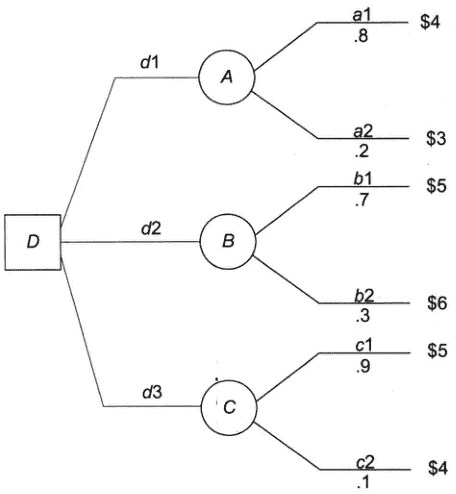 a1 $4
.8
d1
A
a2 $3
.2
b1 $5
.7
D
d2
B
b2 $6
.3
c1 $5
.9
d3
C
c2 $4
.1